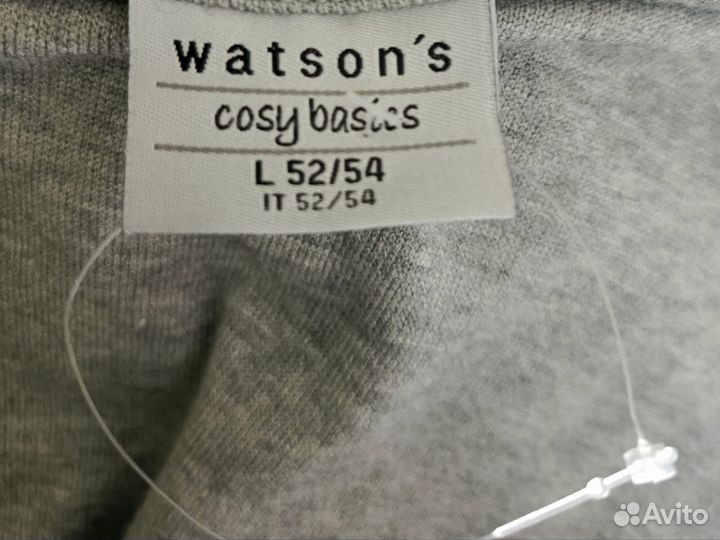 watson's
cosy basics
L 52/54
IT 52/54
Avito